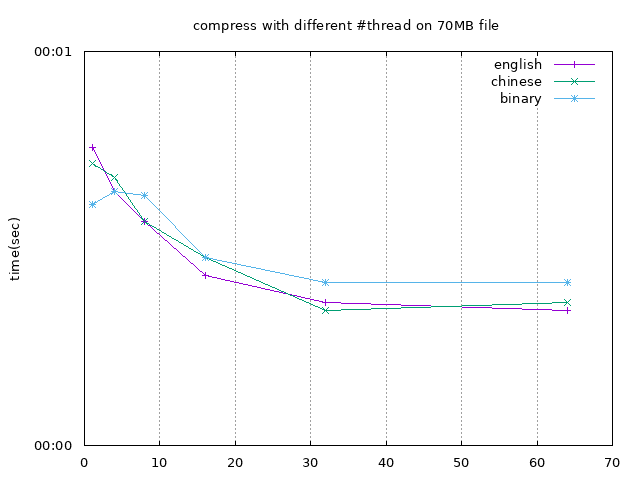 compress with different #thread on 70MB file
00:01
english
chinese
binary
time(sec)
00:00
0 10 20 30 40 50 60 70